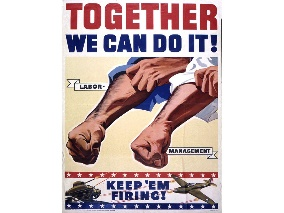 TOGETHER
WE CAN DO IT!
LABOR-
MANAGEMENT
KEEP 'EM
FIRING!